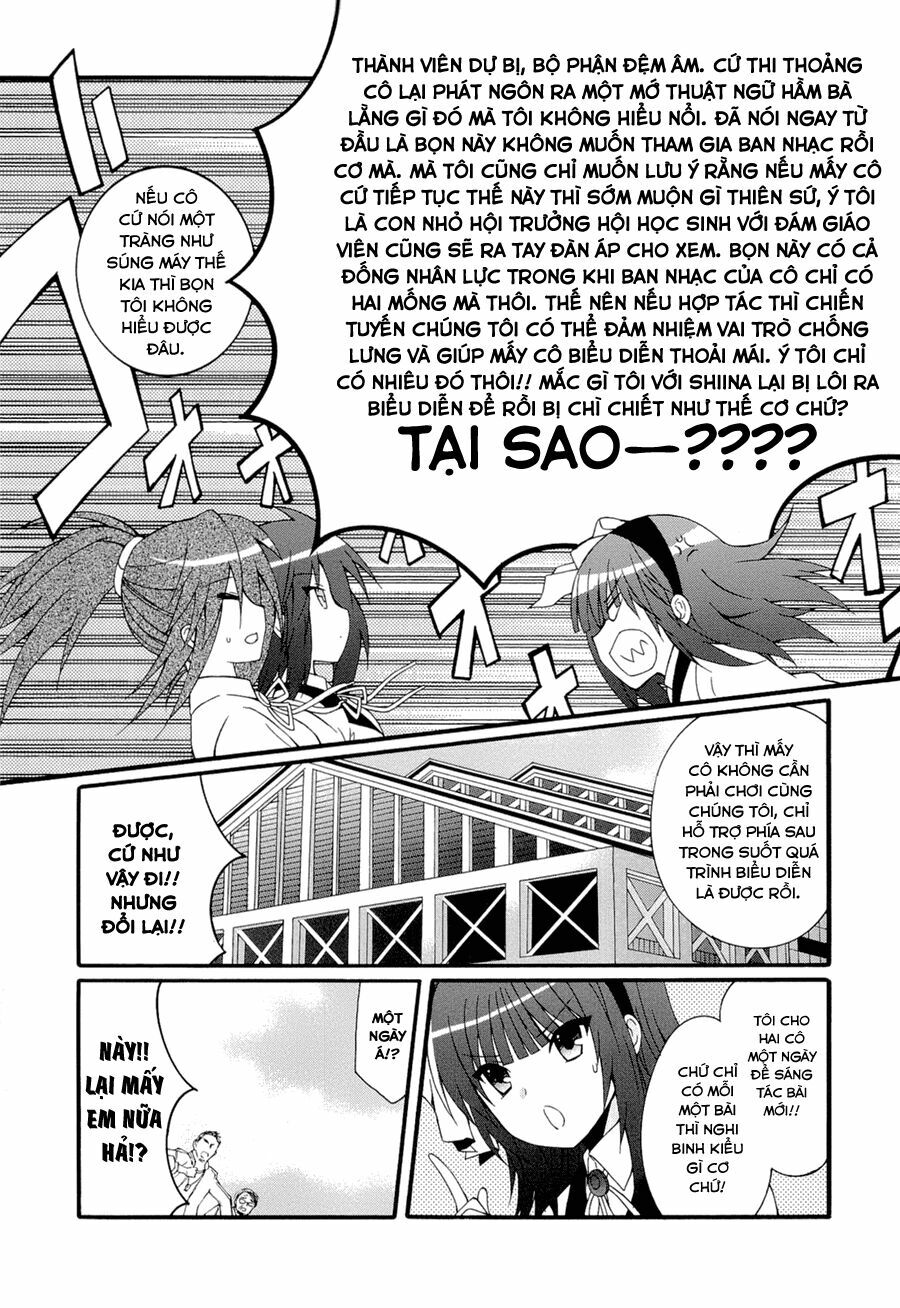 THÀNH VIÊN DỰ BỊ, BỘ PHẬN ĐỆM ÂM. CỨ THI THOẢNG
CÔ LẠI PHÁT NGÔN RA MỘT MỚ THUẬT NGỮ HẦM BÀ
LẰNG GÌ ĐÓ MÀ TÔI KHÔNG HIỂU NỔI. ĐÃ NÓI NGAY TỪ
ĐẦU LÀ BỌN NÀY KHÔNG MUỐN THAM GIA BAN NHẠC RỒI
CƠ MÀ. MÀ TÔI CŨNG CHỈ MUỐN LƯU Ý RẰNG NẾU MẤY CÔ
CỨ TIẾP TỤC THẾ NÀY THÌ SỚM MUỘN GÌ THIÊN SỨ, Ý TÔI
LÀ CON NHỎ HỘI TRƯỞNG HỘI HỌC SINH VỚI ĐÁM GIÁO
VIÊN CŨNG SẼ RA TAY ĐÀN ÁP CHO XEM. BỌN NÀY CÓ CẢ
ĐỐNG NHÂN LỰC TRONG KHI BAN NHẠC CỦA CÔ CHỈ CÓ
HAI MỐNG MÀ THÔI. THẾ NÊN NẾU HỢP TÁC THÌ CHIẾN
TUYẾN CHÚNG TÔI CÓ THỂ ĐẢM NHIỆM VAI TRÒ CHỐNG
LƯNG VÀ GIÚP MẤY CÔ BIỂU DIỄN THOẢI MÁI. Ý TÔI CHỈ
CÓ NHIÊU ĐÓ THÔI!! MẮC GÌ TÔI VỚI SHIINA LẠI BỊ LÔI RA
BIỂU DIỄN ĐỂ RỒI BỊ CHÌ CHIẾT NHƯ THẾ CƠ CHỨ?
TẠI SAO—????
NẾU CÔ
CỨ NÓI MỘT
TRÀNG NHƯ
SÚNG MÁY THẾ
KIA THÌ BỌN
TÔI KHÔNG
HIỂU ĐƯỢC
ĐÂU.
VẬY THÌ MẤY
CÔ KHÔNG CẦN
PHẢI CHƠI CÙNG
CHÚNG TÔI, CHỈ
HỖ TRỢ PHÍA SAU
TRONG SUỐT QUÁ
TRÌNH BIỂU DIỄN
LÀ ĐƯỢC RỒI.
ĐƯỢC,
CỨ NHƯ
VẬY ĐI!!
NHƯNG
ĐỔI LẠI!!
TÔI CHO
HAI CÔ
MỘT NGÀY
ĐỂ SÁNG
TÁC BÀI
MỚI!!
CHỨ CHỈ
CÓ MỖI
MỘT BÀI
THÌ NGHI
BINH KIỂU
GÌ CƠ
CHỨ!
MỘT
NGÀY
Á!?
NÀY!!
LẠI MẤY
EM NỮA
HẢ!?